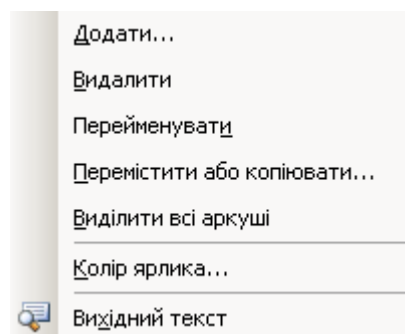 Додати...
Видалити
Перейменувати
Перемістити або копіювати...
Виділити всі аркуші
Колір ярлика...
Вихідний текст